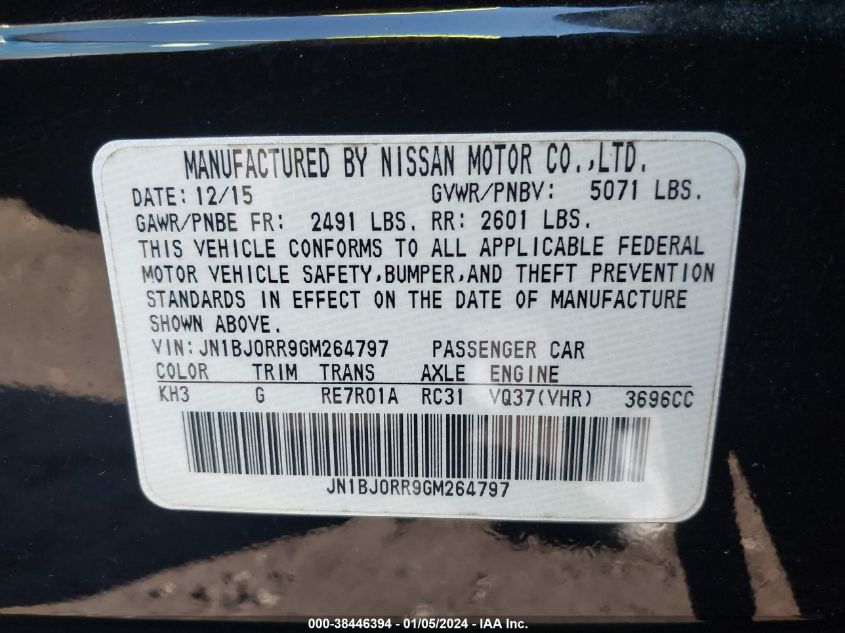 MANUFACTURED BY NISSAN MOTOR CO.,LTD.
DATE: 12/15 GVWR/PNBV: 5071 LBS.
GAWR/PNBE FR: 2491 LBS. RR: 2601 LBS.
THIS VEHICLE CONFORMS TO ALL APPLICABLE FEDERAL
MOTOR VEHICLE SAFETY,BUMPER,AND THEFT PREVENTION
STANDARDS IN EFFECT ON THE DATE OF MANUFACTURE
SHOWN ABOVE.
VIN:JN1BJ0RR9GM264797 PASSENGER CAR
COLOR TRIM TRANS AXLE ENGINE
KH3 G RE7R01A RC31 VQ37(VHR) 3696CC
JN1BJ0RR9GM264797
000-38446394 - 01/05/2024 - IAA Inc.